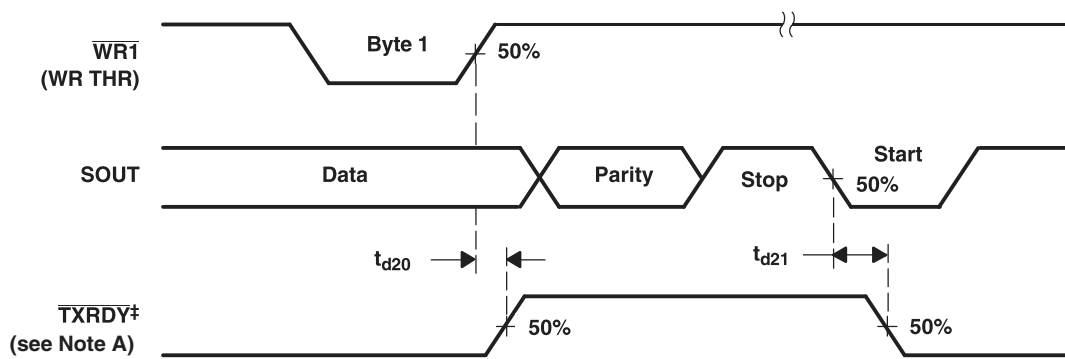 WR1
(WR THR)
Byte 1
50%
SOUT
Data
Parity
Stop
Start
50%
td20
td21
TXRDY‡
(see Note A)
50%
50%